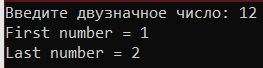 Введите двузначное число: 12
First number = 1
Last number = 2